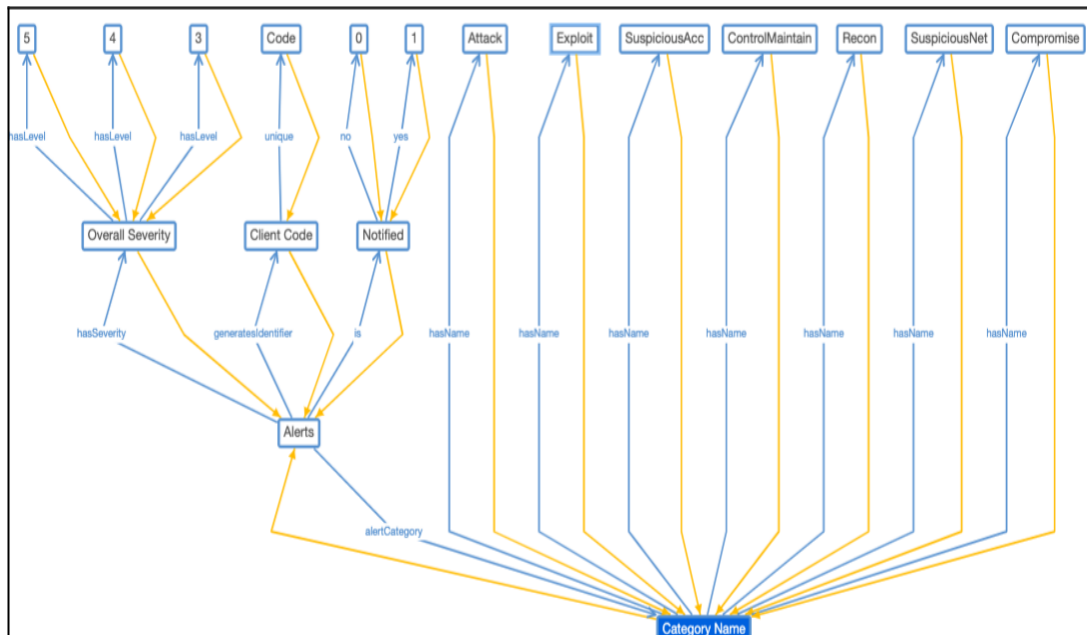 5 4 3 Code 0 1 Attack Exploit SuspiciousAcc ControlMaintain Recon SuspiciousNet Compromise
hasLevel hasLevel hasLevel unique no yes
Overall Severity Client Code Notified
hasSeverity generatesIdentifier is hasName hasName hasName hasName hasName hasName hasName
Alerts
alertCategory
Category Name